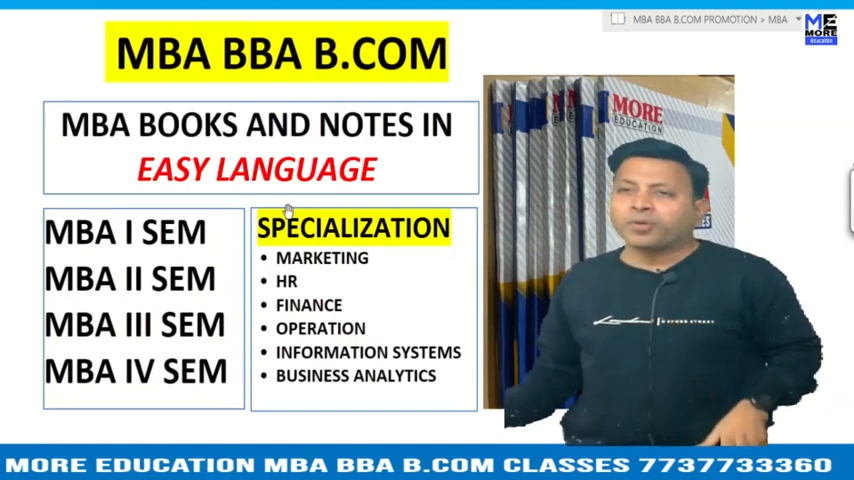 MBA BBA B.COM PROMOTION > MBA
ME
MORE
Education
MBA BBA B.COM
MBA BOOKS AND NOTES IN
EASY LANGUAGE
MBA I SEM
MBA II SEM
MBA III SEM
MBA IV SEM
SPECIALIZATION
• MARKETING
• HR
• FINANCE
• OPERATION
• INFORMATION SYSTEMS
• BUSINESS ANALYTICS
MORE
EDUCATION
MORE EDUCATION MBA BBA B.COM CLASSES 7737733360